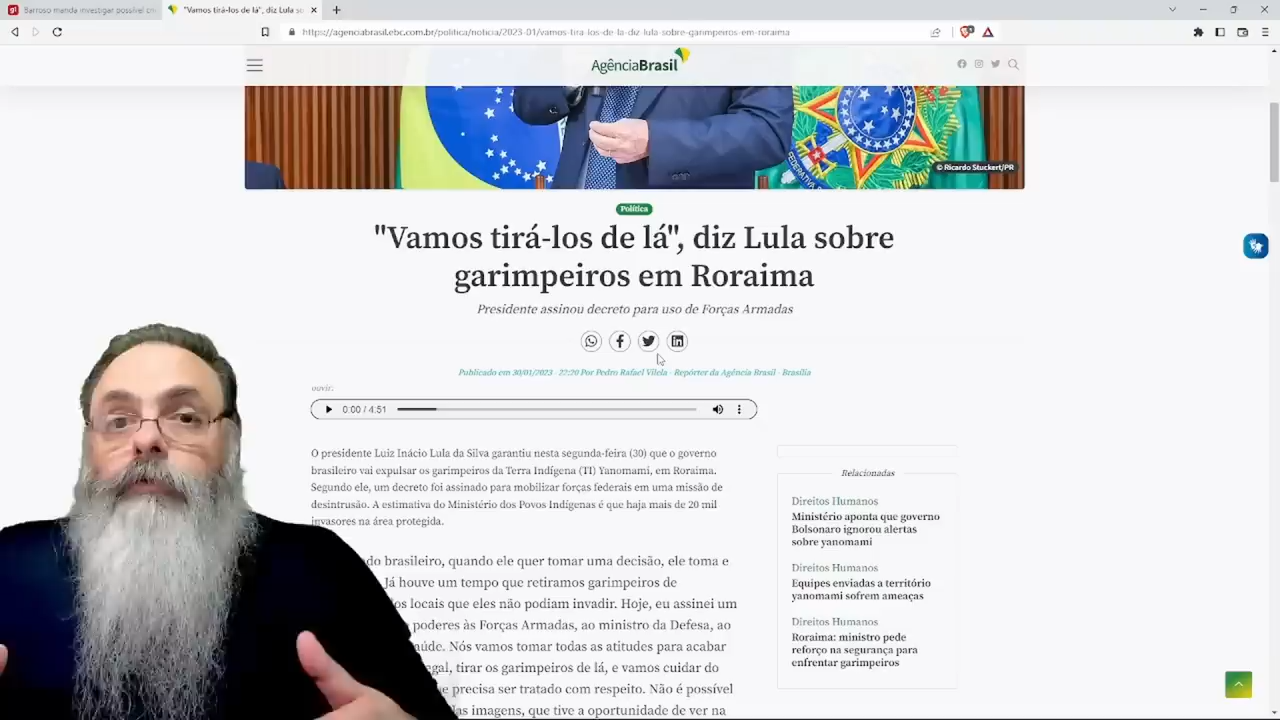 Barroso manda investigar possível
"Vamos tirá-los de lá", diz Lula so
https://agenciabrasil.ebc.com.br/politica/noticia/2023-01/vamos-tira-los-de-la-diz-lula-sobre-garimpeiros-em-roraima
AgênciaBrasil
© Ricardo Stuckert/PR
Política
"Vamos tirá-los de lá", diz Lula sobre
garimpeiros em Roraima
Presidente assinou decreto para uso de Forças Armadas
Publicado em 30/01/2023 - 22:20 Por Pedro Rafael Vilela - Repórter da Agência Brasil - Brasília
ouvir:
0:00 / 4:51
O presidente Luiz Inácio Lula da Silva garantiu nesta segunda-feira (30) que o governo
brasileiro vai expulsar os garimpeiros da Terra Indígena (TI) Yanomami, em Roraima.
Segundo ele, um decreto foi assinado para mobilizar forças federais em uma missão de
desintrusão. A estimativa do Ministério dos Povos Indígenas é que haja mais de 20 mil
invasores na área protegida.
do brasileiro, quando ele quer tomar uma decisão, ele toma e
Já houve um tempo que retiramos garimpeiros de
los locais que eles não podiam invadir. Hoje, eu assinei um
poderes às Forças Armadas, ao ministro da Defesa, ao
aúde. Nós vamos tomar todas as atitudes para acabar
egal, tirar os garimpeiros de lá, e vamos cuidar do
e precisa ser tratado com respeito. Não é possível
as imagens, que tive a oportunidade de ver na
Relacionadas
Direitos Humanos
Ministério aponta que governo
Bolsonaro ignorou alertas
sobre yanomami
Direitos Humanos
Equipes enviadas a território
yanomami sofrem ameaças
Direitos Humanos
Roraima: ministro pede
reforço na segurança para
enfrentar garimpeiros